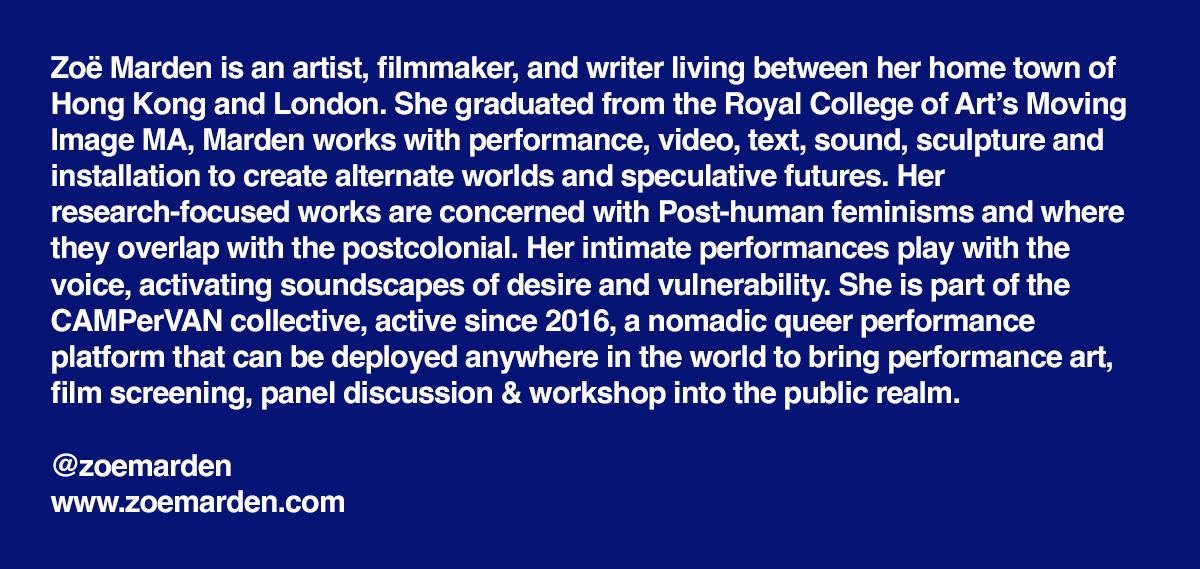 Zoë Marden is an artist, filmmaker, and writer living between her home town of
Hong Kong and London. She graduated from the Royal College of Art’s Moving
Image MA, Marden works with performance, video, text, sound, sculpture and
installation to create alternate worlds and speculative futures. Her
research-focused works are concerned with Post-human feminisms and where
they overlap with the postcolonial. Her intimate performances play with the
voice, activating soundscapes of desire and vulnerability. She is part of the
CAMPerVAN collective, active since 2016, a nomadic queer performance
platform that can be deployed anywhere in the world to bring performance art,
film screening, panel discussion & workshop into the public realm.
@zoemarden
www.zoemarden.com